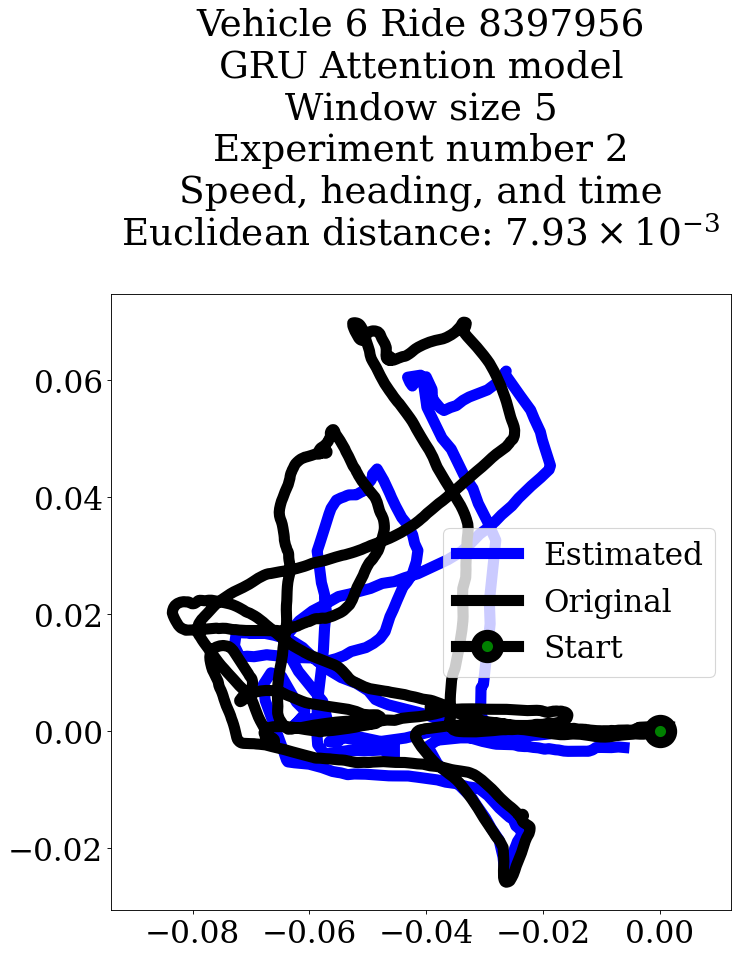 Vehicle 6 Ride 8397956
GRU Attention model
Window size 5
Experiment number 2
Speed, heading, and time
Euclidean distance: 7.93 × 10⁻³
0.06
0.04
0.02
0.00
−0.02
Estimated
Original
Start
−0.08 −0.06 −0.04 −0.02 0.00